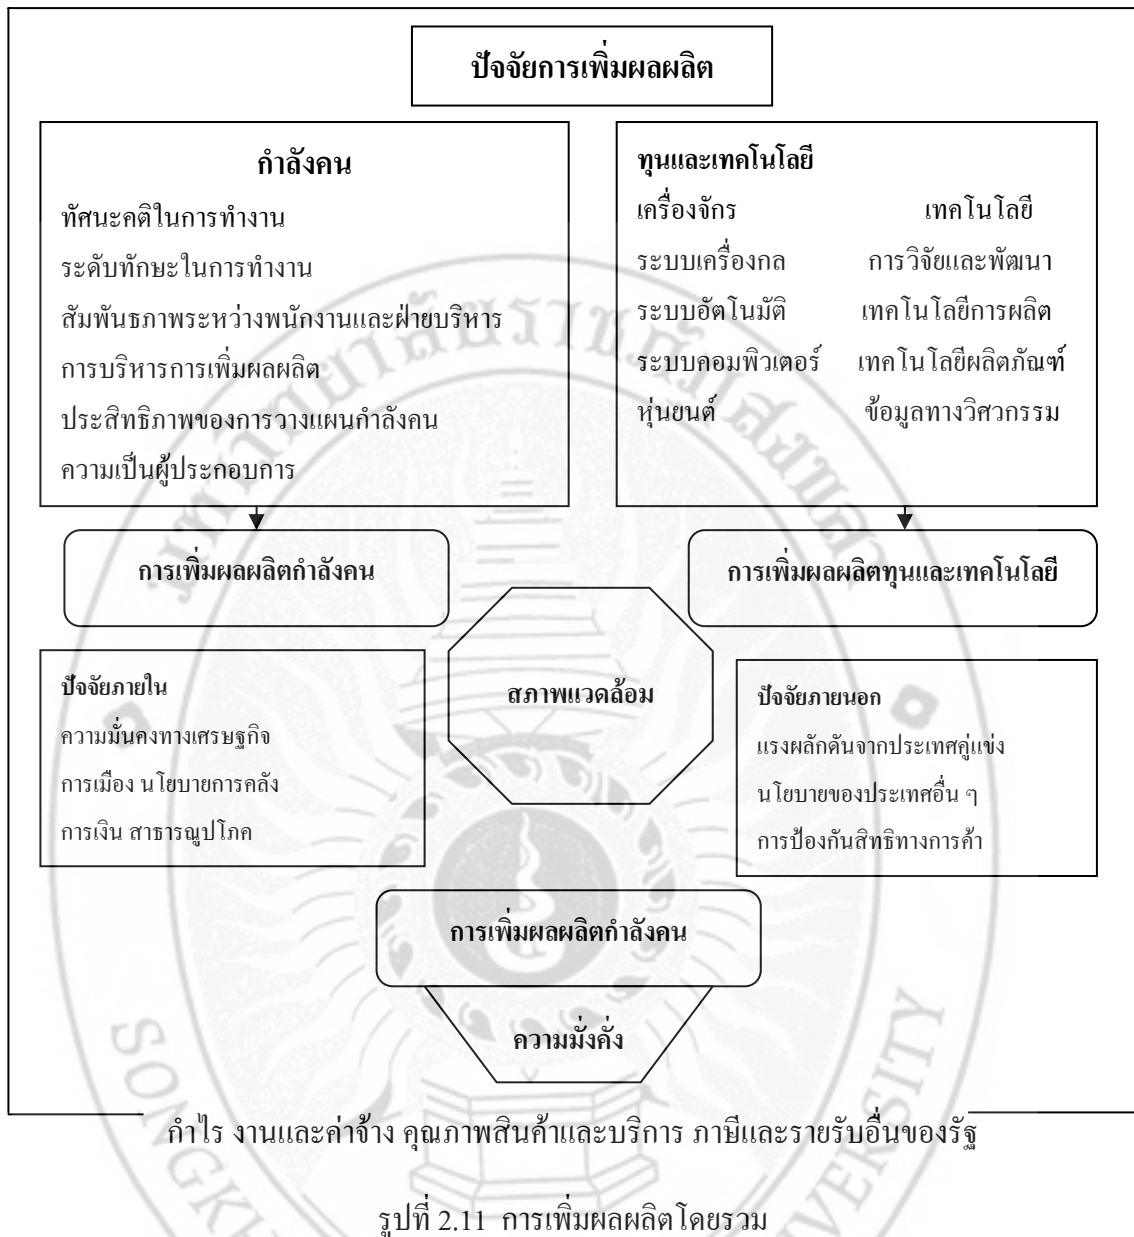 ปัจจัยการเพิ่มผลผลิต
กำลังคน
ทัศนะคติในการทำงาน
ระดับทักษะในการทำงาน
สัมพันธภาพระหว่างพนักงานและฝ่ายบริหาร
การบริหารการเพิ่มผลผลิต
ประสิทธิภาพของการวางแผนกำลังคน
ความเป็นผู้ประกอบการ
ทุนและเทคโนโลยี
เครื่องจักร เทคโนโลยี
ระบบเครื่องกล การวิจัยและพัฒนา
ระบบอัตโนมัติ เทคโนโลยีการผลิต
ระบบคอมพิวเตอร์ เทคโนโลยีผลิตภัณฑ์
หุ่นยนต์ ข้อมูลทางวิศวกรรม
การเพิ่มผลผลิตกำลังคน
การเพิ่มผลผลิตทุนและเทคโนโลยี
สภาพแวดล้อม
ปัจจัยภายใน
ความมั่นคงทางเศรษฐกิจ
การเมือง นโยบายการคลัง
การเงิน สาธารณูปโภค
ปัจจัยภายนอก
แรงผลักดันจากประเทศคู่แข่ง
นโยบายของประเทศอื่น ๆ
การป้องกันสิทธิทางการค้า
การเพิ่มผลผลิตกำลังคน
ความมั่งคั่ง
กำไร งานและค่าจ้าง คุณภาพสินค้าและบริการ ภาษีและรายรับอื่นของรัฐ
รูปที่ 2.11 การเพิ่มผลผลิตโดยรวม
มหาวิทยาลัยราชภัฏสงขลา